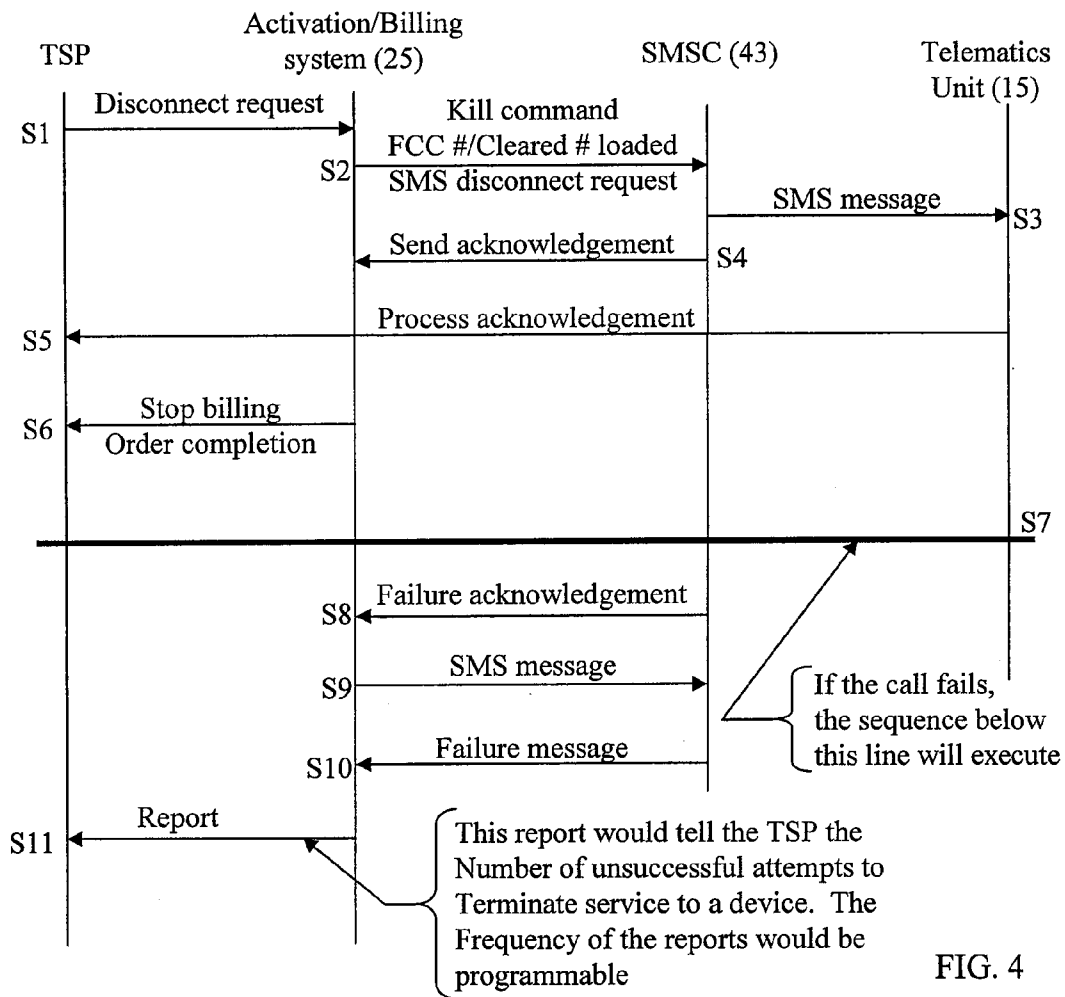 TSP
Activation/Billing
system (25)
SMSC (43)
Telematics
Unit (15)
S1
Disconnect request
S2
Kill command
FCC #/Cleared # loaded
SMS disconnect request
SMS message
S3
Send acknowledgement
S4
S5
Process acknowledgement
S6
Stop billing
Order completion
S7
S8
Failure acknowledgement
S9
SMS message
If the call fails,
the sequence below
this line will execute
S10
Failure message
S11
Report
This report would tell the TSP the
Number of unsuccessful attempts to
Terminate service to a device. The
Frequency of the reports would be
programmable
FIG. 4